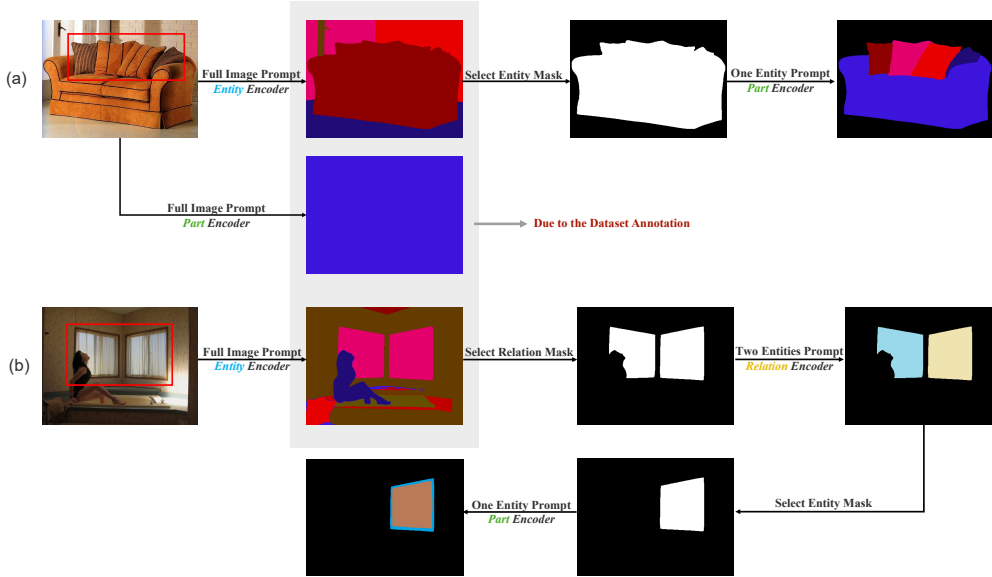 (a)
Full Image Prompt
Entity Encoder
Select Entity Mask
One Entity Prompt
Part Encoder
Full Image Prompt
Part Encoder
Due to the Dataset Annotation
(b)
Full Image Prompt
Entity Encoder
Select Relation Mask
Two Entities Prompt
Relation Encoder
One Entity Prompt
Part Encoder
Select Entity Mask